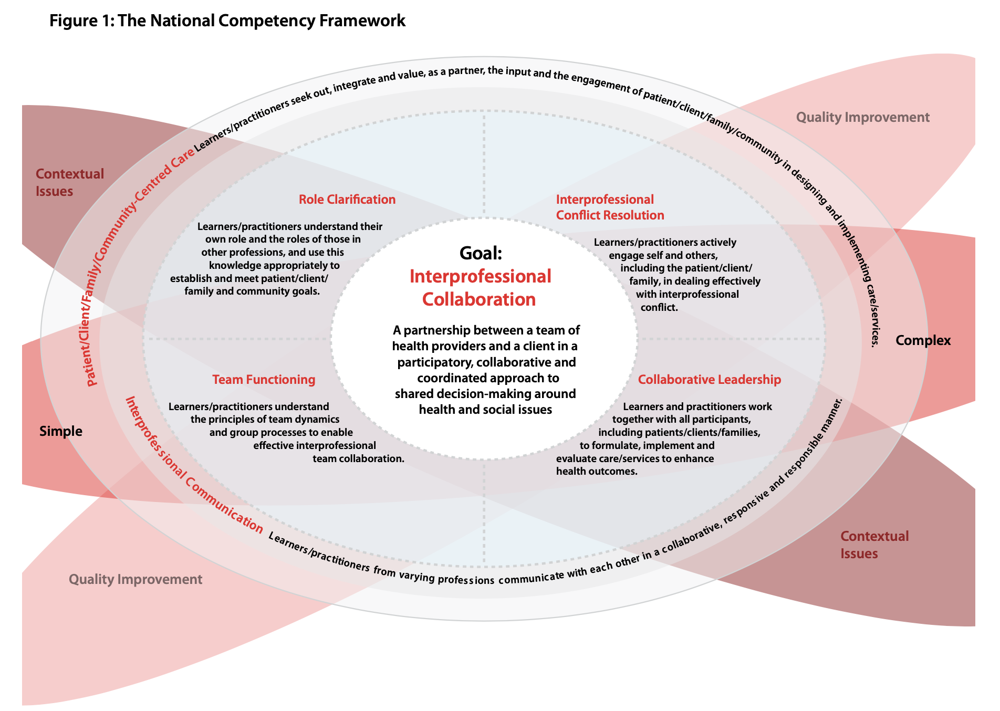 Figure 1: The National Competency Framework
Patient/Client/Family/Community-Centred Care Learners/practitioners seek out, integrate and value, as a partner, the input and the engagement of patient/client/family/community in designing and implementing care/services.
Quality Improvement
Contextual
Issues
Role Clarification
Learners/practitioners understand their
own role and the roles of those in
other professions, and use this
knowledge appropriately to
establish and meet patient/client/
family and community goals.
Interprofessional
Conflict Resolution
Learners/practitioners actively
engage self and others,
including the patient/client/
family, in dealing effectively
with interprofessional
conflict.
Goal:
Interprofessional
Collaboration
A partnership between a team of
health providers and a client in a
participatory, collaborative and
coordinated approach to
shared decision-making around
health and social issues
Complex
Simple
Team Functioning
Learners/practitioners understand
the principles of team dynamics
and group processes to enable
effective interprofessional
team collaboration.
Collaborative Leadership
Learners and practitioners work
together with all participants,
including patients/clients/families,
to formulate, implement and
evaluate care/services to enhance
health outcomes.
Interprofessional Communication Learners/practitioners from varying professions communicate with each other in a collaborative, responsive and responsible manner.
Contextual
Issues
Quality Improvement